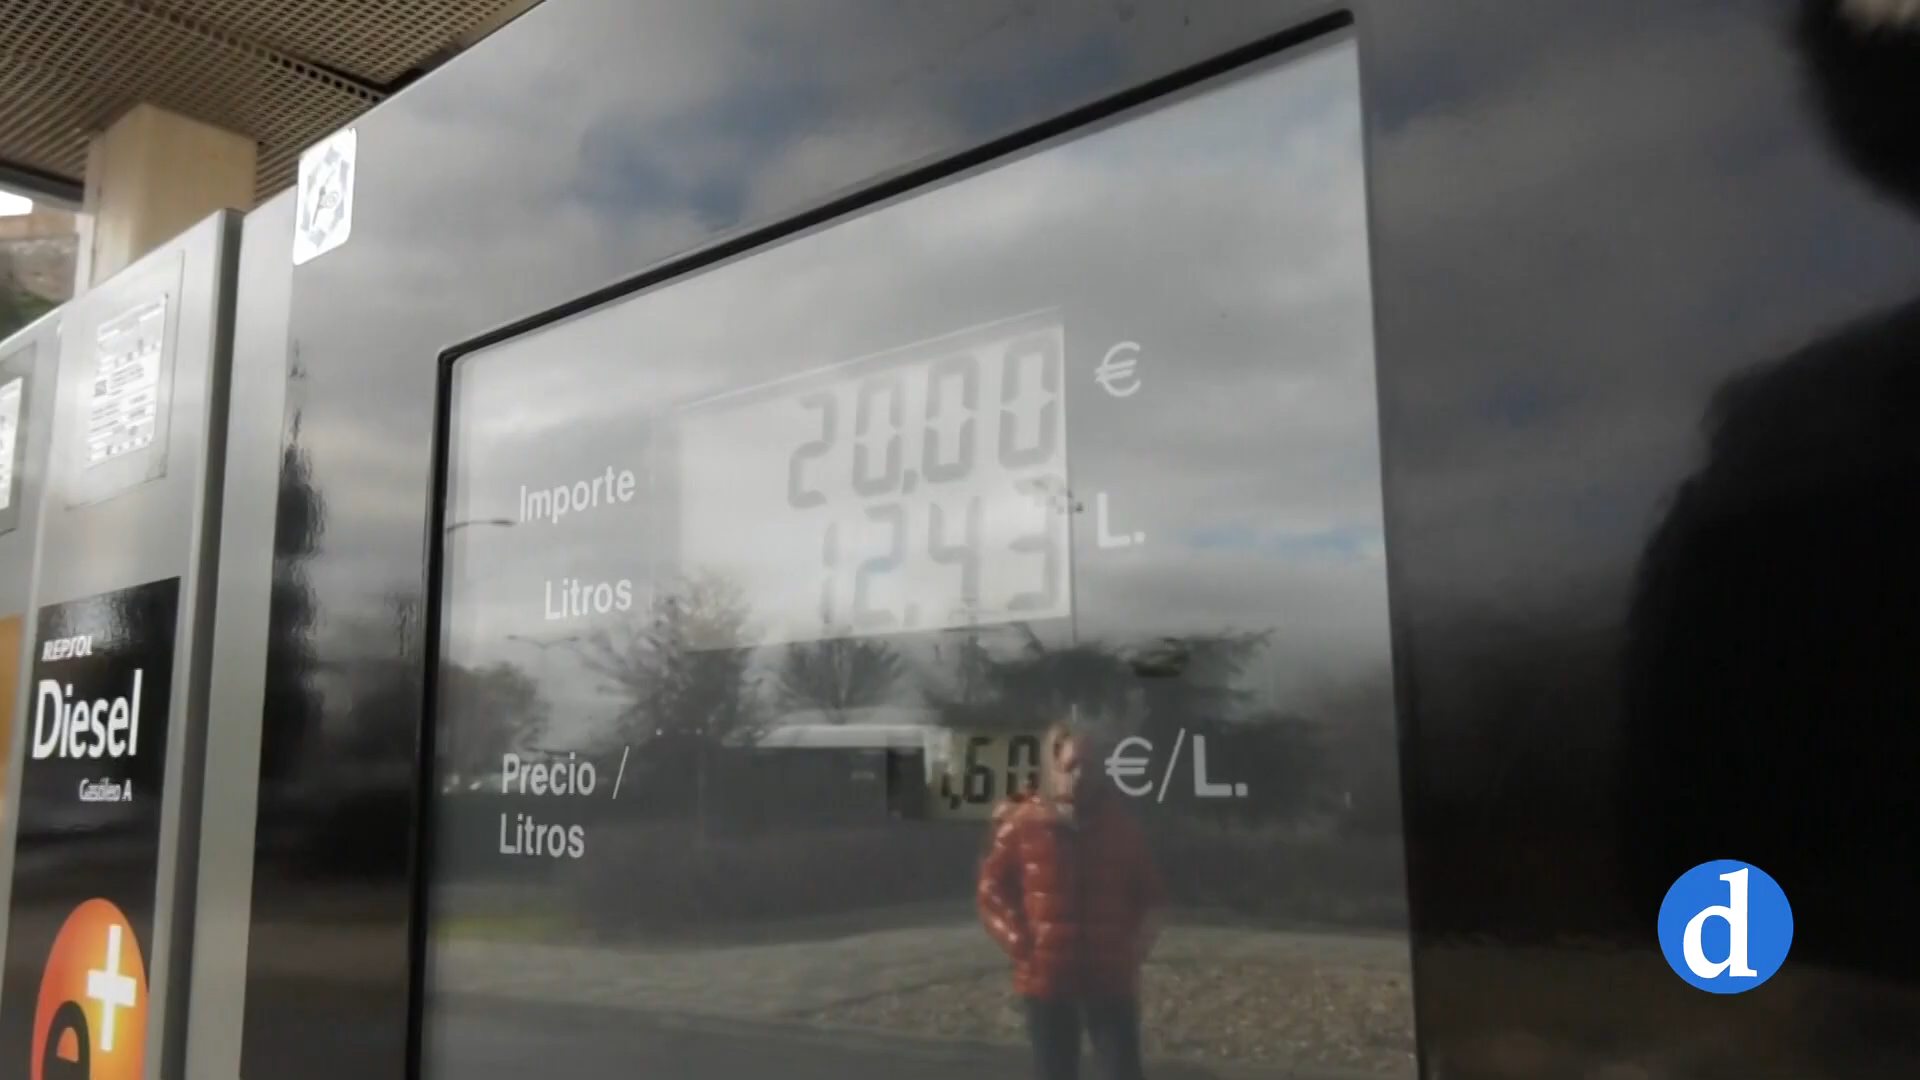 20,00 €
Importe
12,43 L.
Litros
Precio /
Litros
€/L.
REPSOL
Diesel
Gasóleo A
e+
d